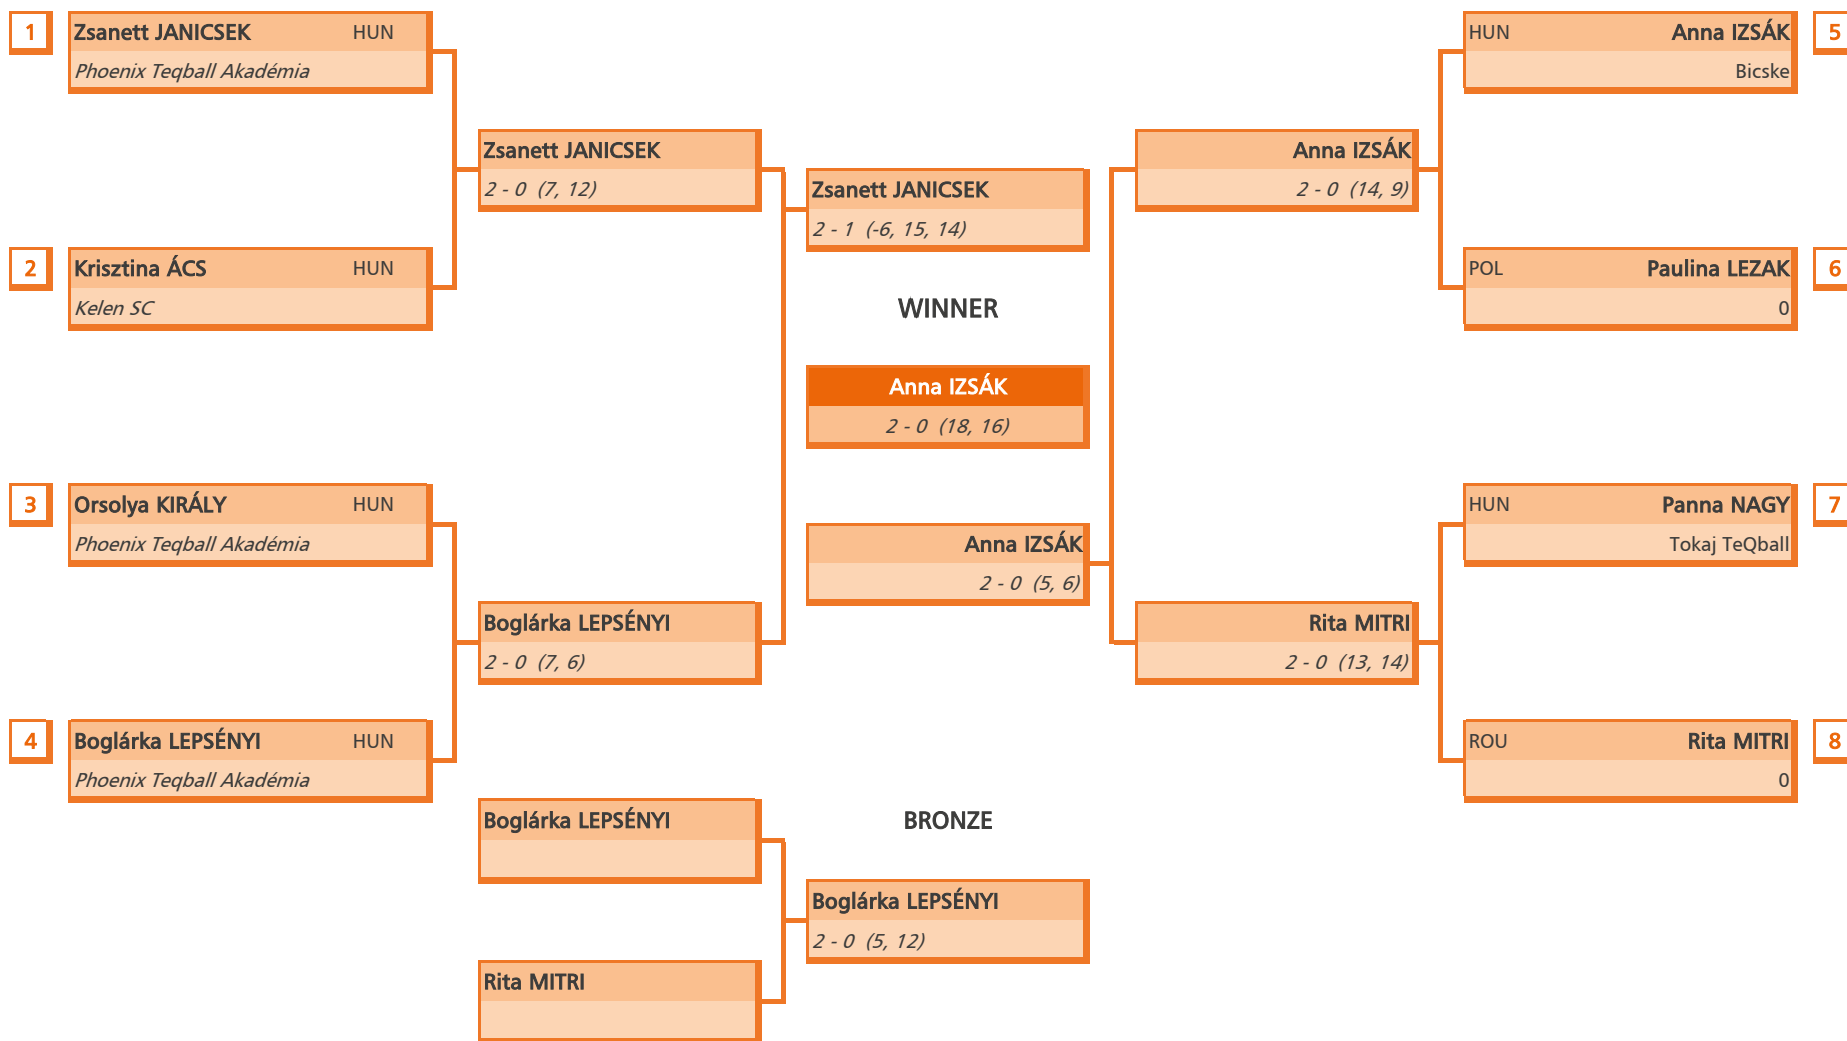 1
Zsanett JANICSEK HUN
Phoenix Teqball Akadémia
2
Krisztina ÁCS HUN
Kelen SC
3
Orsolya KIRÁLY HUN
Phoenix Teqball Akadémia
4
Boglárka LEPSÉNYI HUN
Phoenix Teqball Akadémia
Zsanett JANICSEK
2 - 0 (7, 12)
Boglárka LEPSÉNYI
2 - 0 (7, 6)
Zsanett JANICSEK
2 - 1 (-6, 15, 14)
WINNER
Anna IZSÁK
2 - 0 (18, 16)
Anna IZSÁK
2 - 0 (5, 6)
Anna IZSÁK
2 - 0 (14, 9)
Rita MITRI
2 - 0 (13, 14)
HUN Anna IZSÁK
Bicske
5
POL Paulina LEZAK
0
6
HUN Panna NAGY
Tokaj TeQball
7
ROU Rita MITRI
0
8
Boglárka LEPSÉNYI
Rita MITRI
BRONZE
Boglárka LEPSÉNYI
2 - 0 (5, 12)